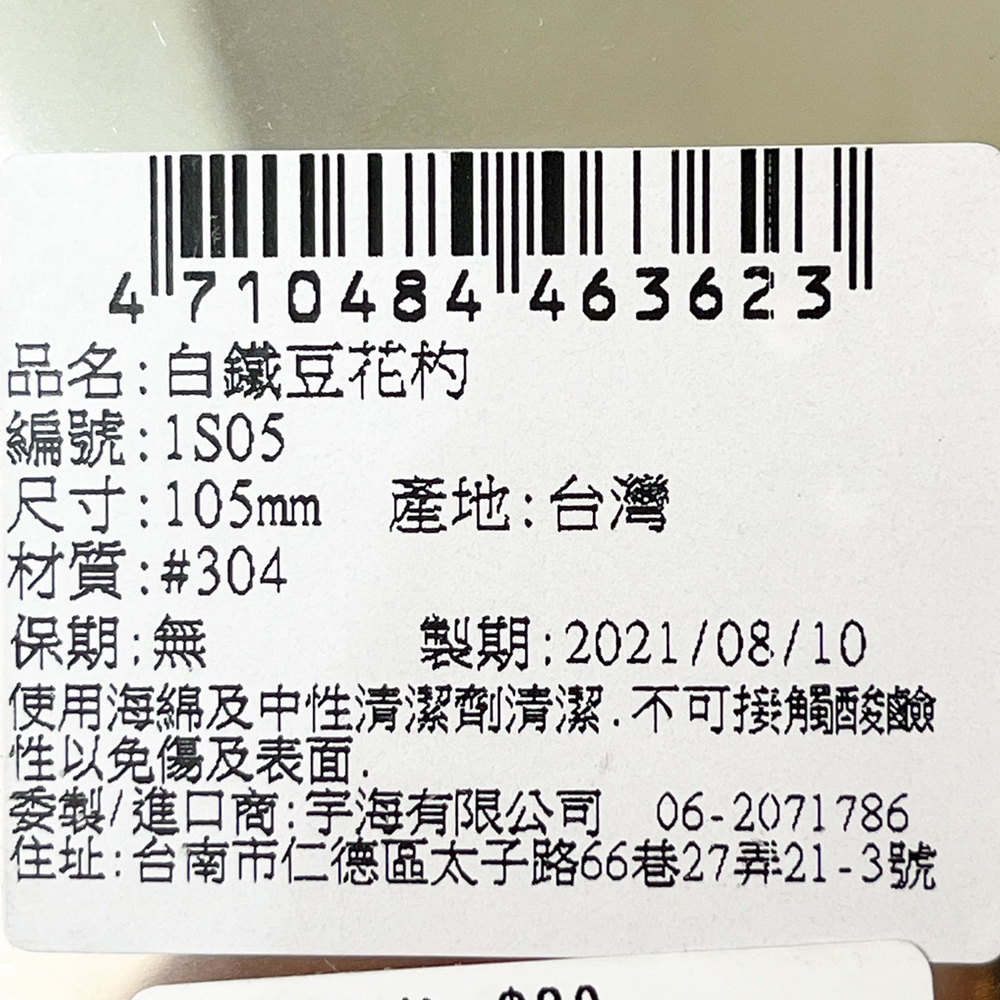 4 710484 463623
品名:白鐵豆花杓
編號:1S05
尺寸:105mm 產地:台灣
材質:#304
保期:無 製期:2021/08/10
使用海綿及中性清潔劑清潔.不可接觸酸鹼
性以免傷及表面.
委製/進口商:宇海有限公司 06-2071786
住址:台南市仁德區太子路66巷27弄21-3號